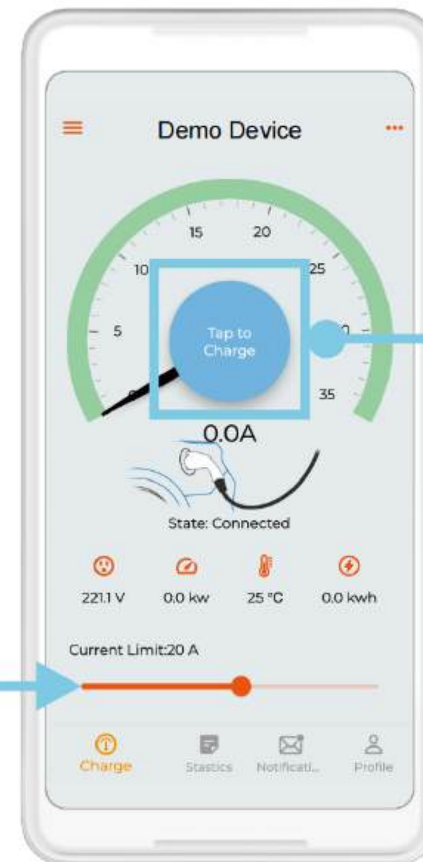 Demo Device
15 20
10 25
5
35
Tap to
Charge
0.0A
State: Connected
221.1 V 0.0 kw 25 °C 0.0 kwh
Current Limit:20 A
Charge Stastics Notificati... Profile